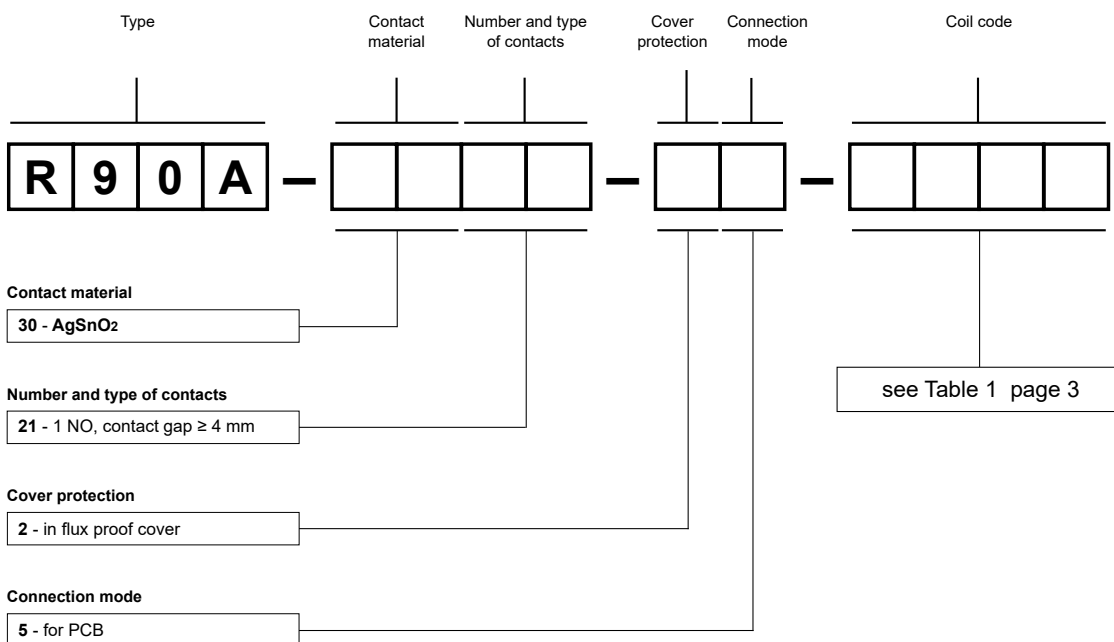 Type
Contact
material
Number and type
of contacts
Cover
protection
Connection
mode
Coil code
R 9 0 A – – –
Contact material
30 - AgSnO2
Number and type of contacts
21 - 1 NO, contact gap ≥ 4 mm
see Table 1 page 3
Cover protection
2 - in flux proof cover
Connection mode
5 - for PCB